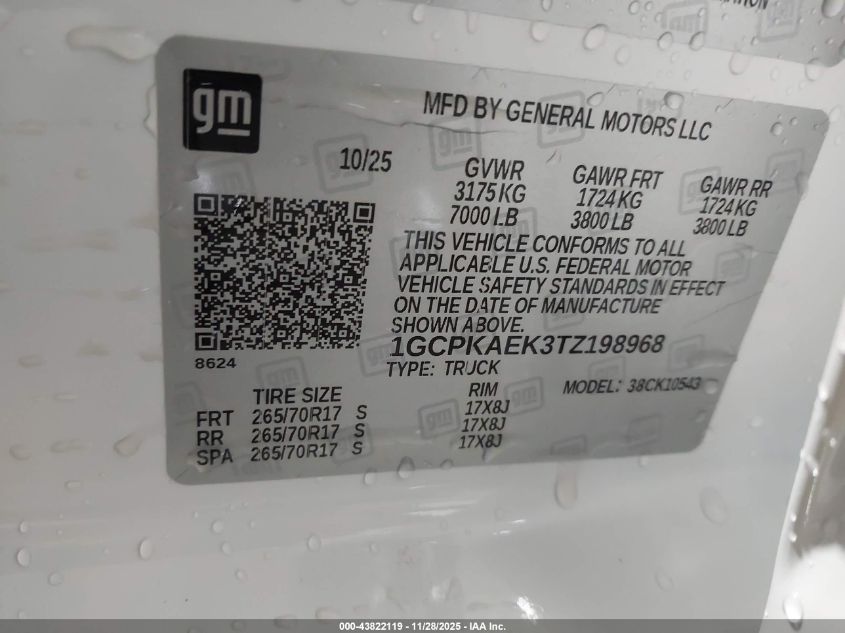 gm
MFD BY GENERAL MOTORS LLC
10/25
GVWR
3175 KG
7000 LB
GAWR FRT
1724 KG
3800 LB
GAWR RR
1724 KG
3800 LB
THIS VEHICLE CONFORMS TO ALL
APPLICABLE U.S. FEDERAL MOTOR
VEHICLE SAFETY STANDARDS IN EFFECT
ON THE DATE OF MANUFACTURE
SHOWN ABOVE.
1GCPKAEK3TZ198968
8624
TYPE: TRUCK
MODEL: 38CK10543
TIRE SIZE RIM
FRT 265/70R17 S 17X8J
RR 265/70R17 S 17X8J
SPA 265/70R17 S 17X8J
000-43822119 - 11/28/2025 - IAA Inc.